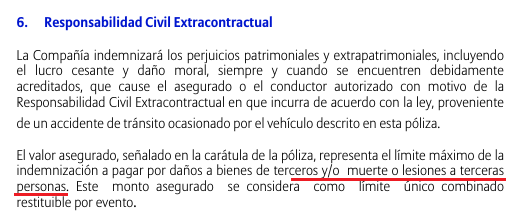 6. Responsabilidad Civil Extracontractual
La Compañía indemnizará los perjuicios patrimoniales y extrapatrimoniales, incluyendo
el lucro cesante y daño moral, siempre y cuando se encuentren debidamente
acreditados, que cause el asegurado o el conductor autorizado con motivo de la
Responsabilidad Civil Extracontractual en que incurra de acuerdo con la ley, proveniente
de un accidente de tránsito ocasionado por el vehículo descrito en esta póliza.
El valor asegurado, señalado en la carátula de la póliza, representa el límite máximo de la
indemnización a pagar por daños a bienes de terceros y/o muerte o lesiones a terceras
personas. Este monto asegurado se considera como límite único combinado
restituible por evento.